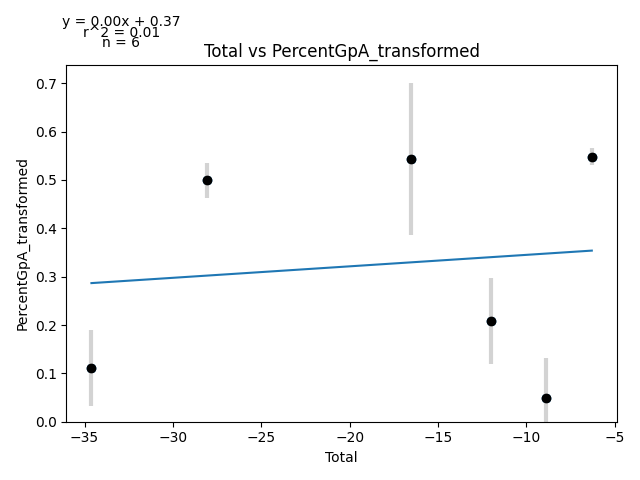 y = 0.00x + 0.37
r^2 = 0.01
n = 6
Total vs PercentGpA_transformed
0.7
0.6
0.5
0.4
0.3
0.2
0.1
0.0
PercentGpA_transformed
−35 −30 −25 −20 −15 −10 −5
Total